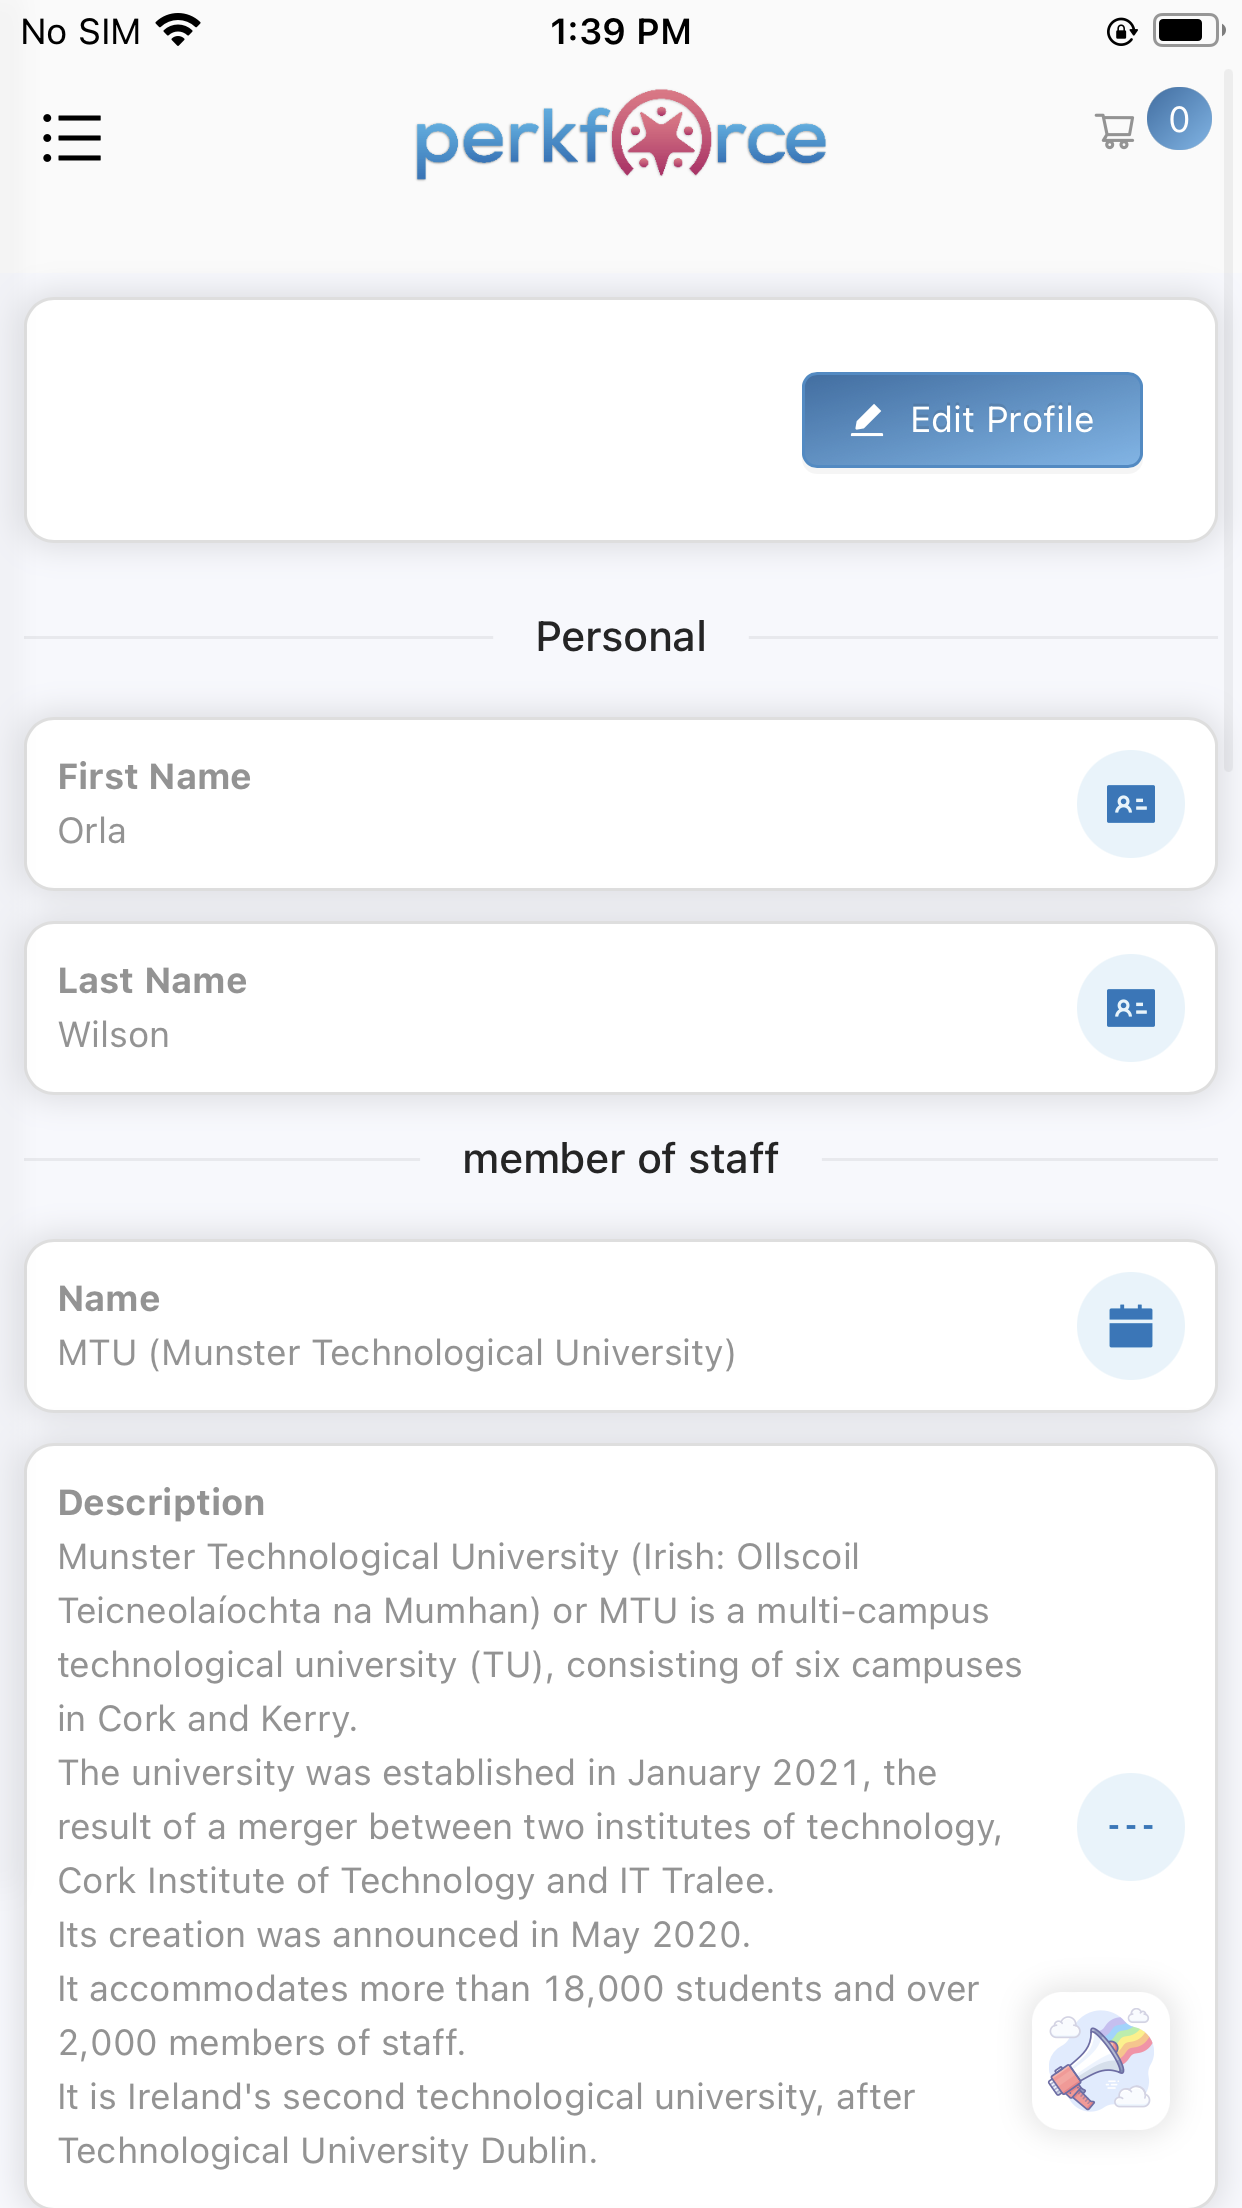 No SIM 1:39 PM
perkforce 0
Edit Profile
Personal
First Name
Orla
Last Name
Wilson
member of staff
Name
MTU (Munster Technological University)
Description
Munster Technological University (Irish: Ollscoil
Teicneolaíochta na Mumhan) or MTU is a multi-campus
technological university (TU), consisting of six campuses
in Cork and Kerry.
The university was established in January 2021, the
result of a merger between two institutes of technology,
Cork Institute of Technology and IT Tralee.
Its creation was announced in May 2020.
It accommodates more than 18,000 students and over
2,000 members of staff.
It is Ireland's second technological university, after
Technological University Dublin.